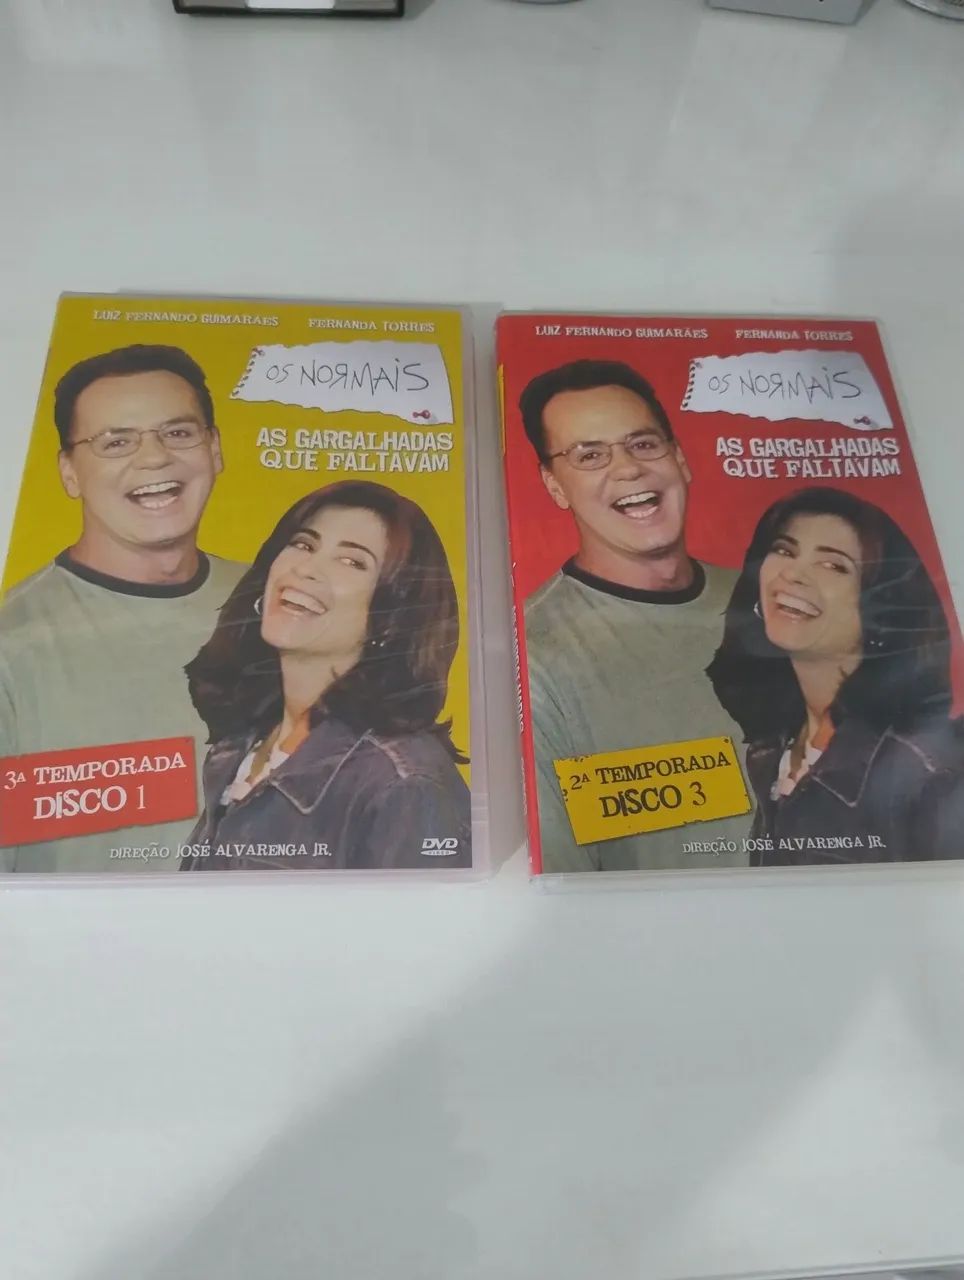 LUIZ FERNANDO GUIMARÃES FERNANDA TORRES
OS NORMAIS
AS GARGALHADAS
QUE FALTAVAM
3ª TEMPORADA
DISCO 1
DIREÇÃO JOSÉ ALVARENGA JR.
DVD
VIDEO
LUIZ FERNANDO GUIMARÃES FERNANDA TORRES
OS NORMAIS
AS GARGALHADAS
QUE FALTAVAM
2ª TEMPORADA
DISCO 3
DIREÇÃO JOSÉ ALVARENGA JR.